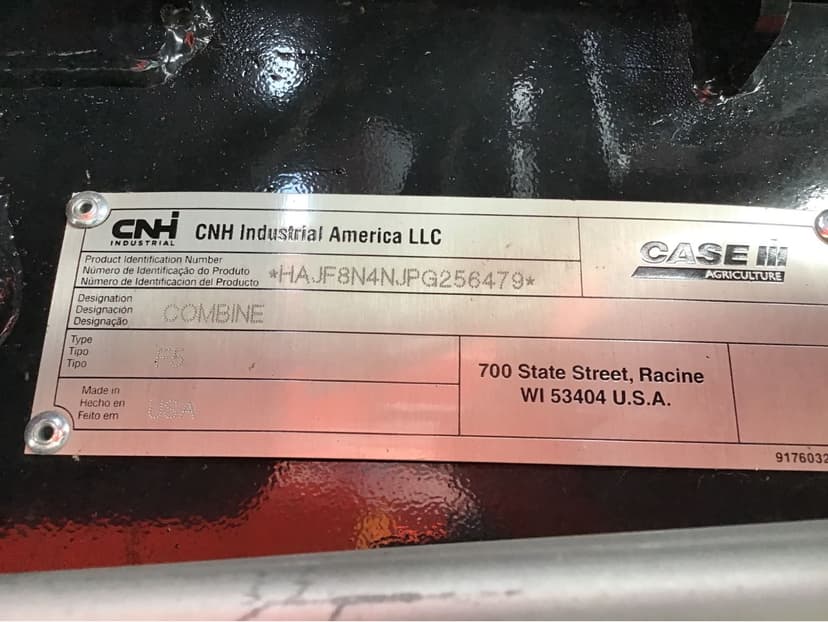 CNH
INDUSTRIAL
CNH Industrial America LLC
CASE IH
AGRICULTURE
Product Identification Number
Número de Identificação do Produto
Número de Identificacion del Producto
*HAJF8N4NJPG256479*
Designation
Designación
Designação
COMBINE
Type
Tipo
Tipo
Made in
Hecho en
Feito em
USA
700 State Street, Racine
WI 53404 U.S.A.
9176032